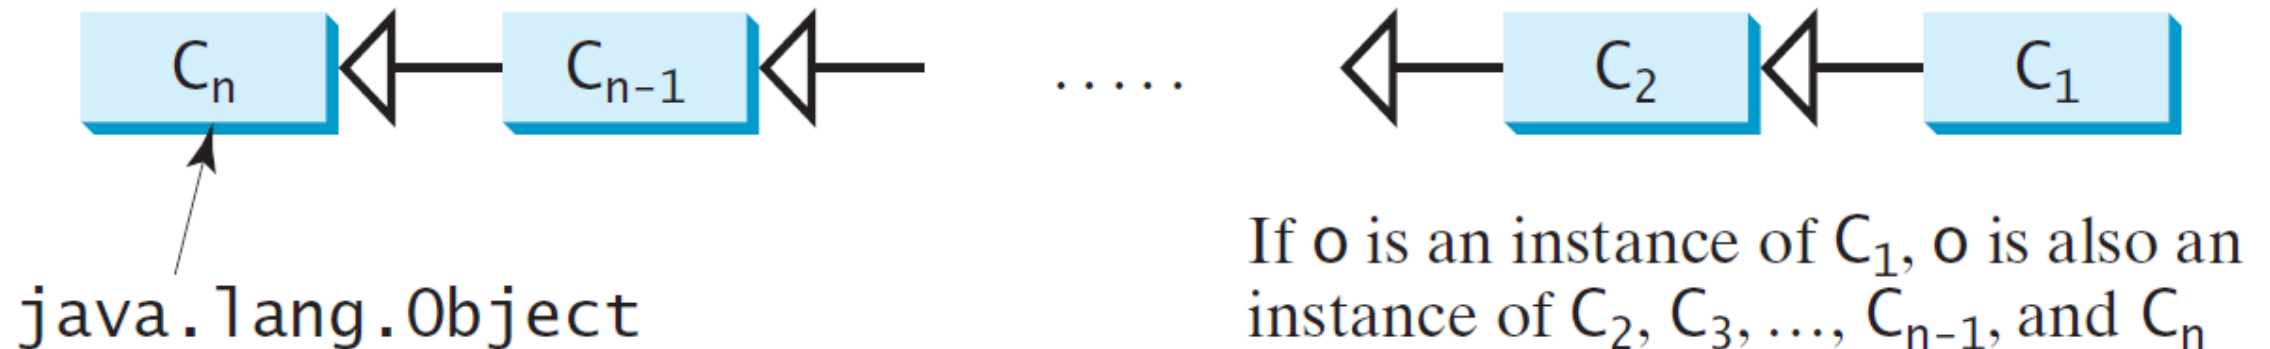 Cn Cn-1 ..... C2 C1
If o is an instance of C1, o is also an
java.lang.Object instance of C2, C3, ..., Cn-1, and Cn